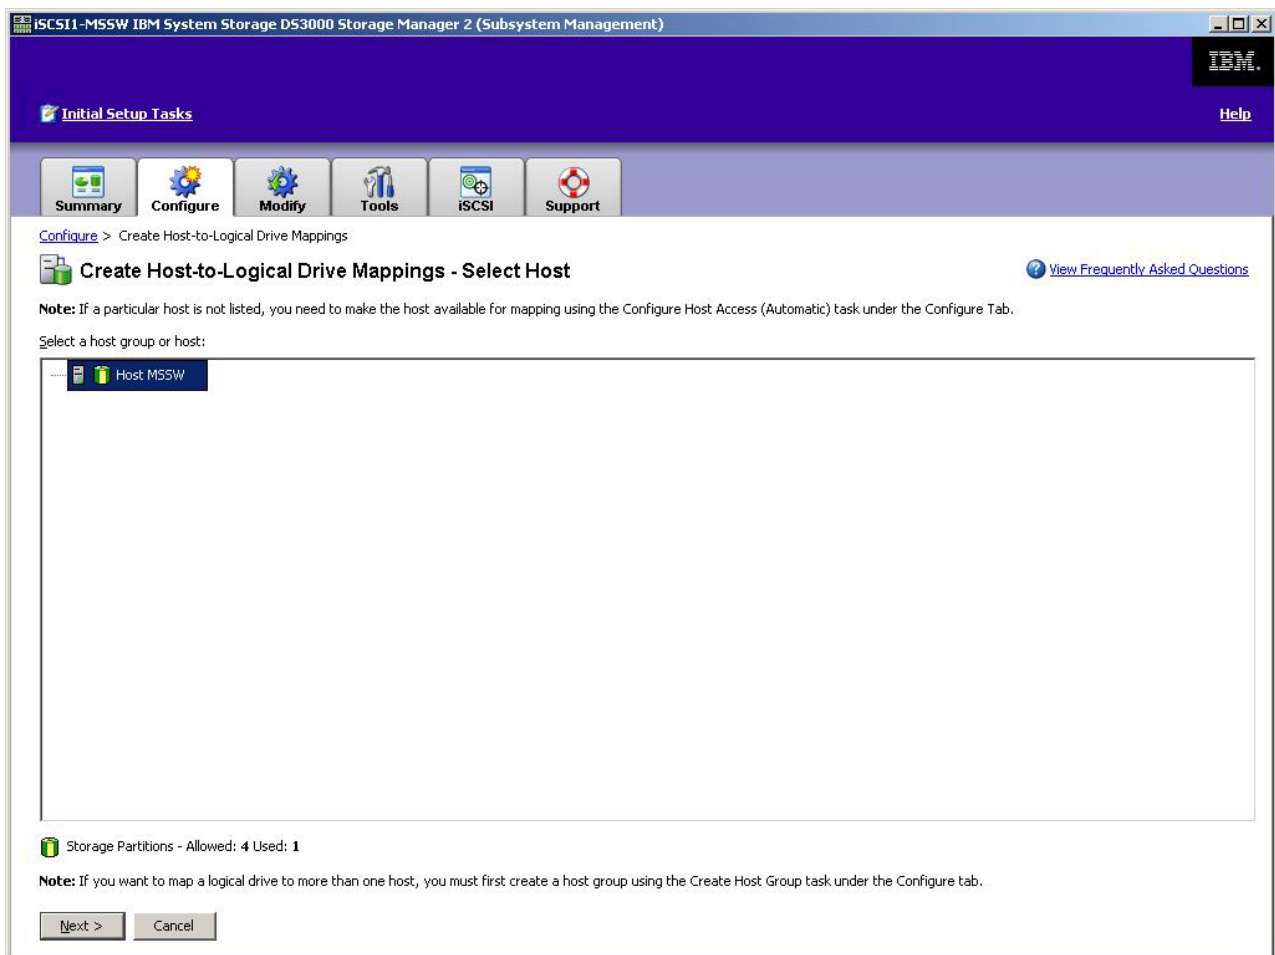 iSCSI1-MSSW IBM System Storage DS3000 Storage Manager 2 (Subsystem Management)
IBM.
Initial Setup Tasks
Help
Summary
Configure
Modify
Tools
iSCSI
Support
Configure > Create Host-to-Logical Drive Mappings
Create Host-to-Logical Drive Mappings - Select Host
View Frequently Asked Questions
Note: If a particular host is not listed, you need to make the host available for mapping using the Configure Host Access (Automatic) task under the Configure Tab.
Select a host group or host:
Host MSSW
Storage Partitions - Allowed: 4 Used: 1
Note: If you want to map a logical drive to more than one host, you must first create a host group using the Create Host Group task under the Configure tab.
Next >
Cancel